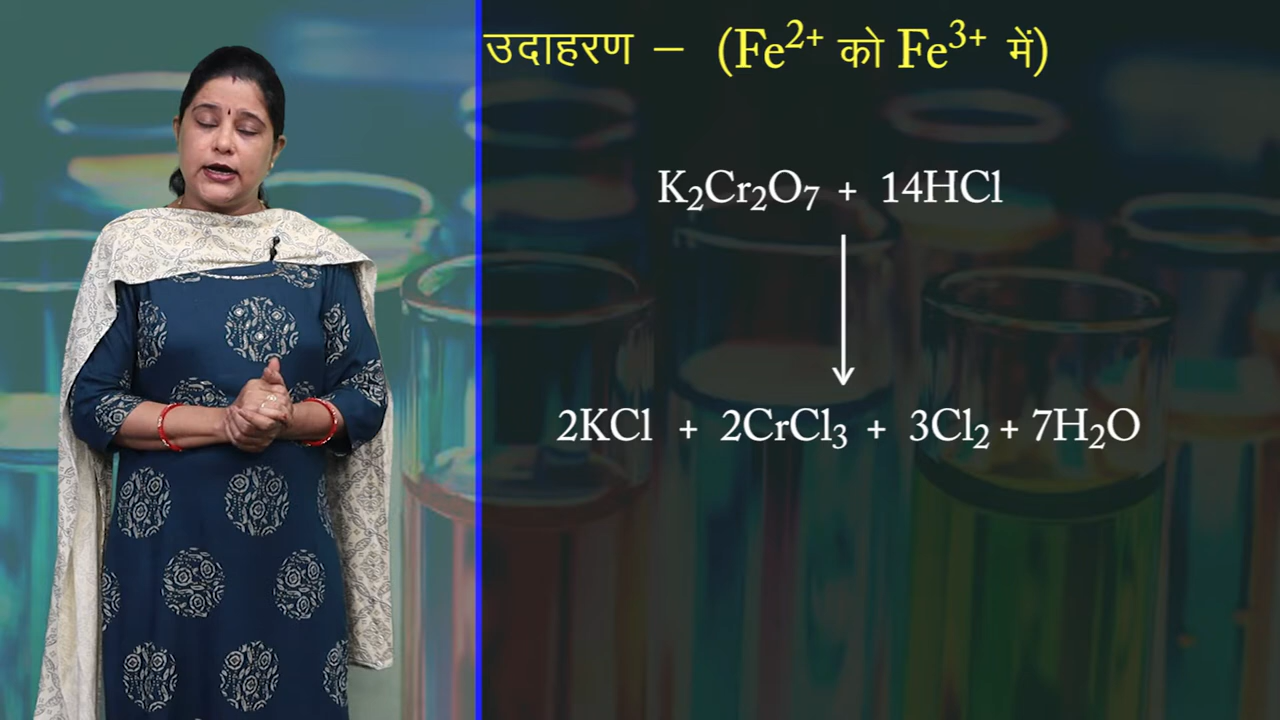 उदाहरण – (Fe²⁺ को Fe³⁺ में)
K₂Cr₂O₇ + 14HCl
↓
2KCl + 2CrCl₃ + 3Cl₂ + 7H₂O